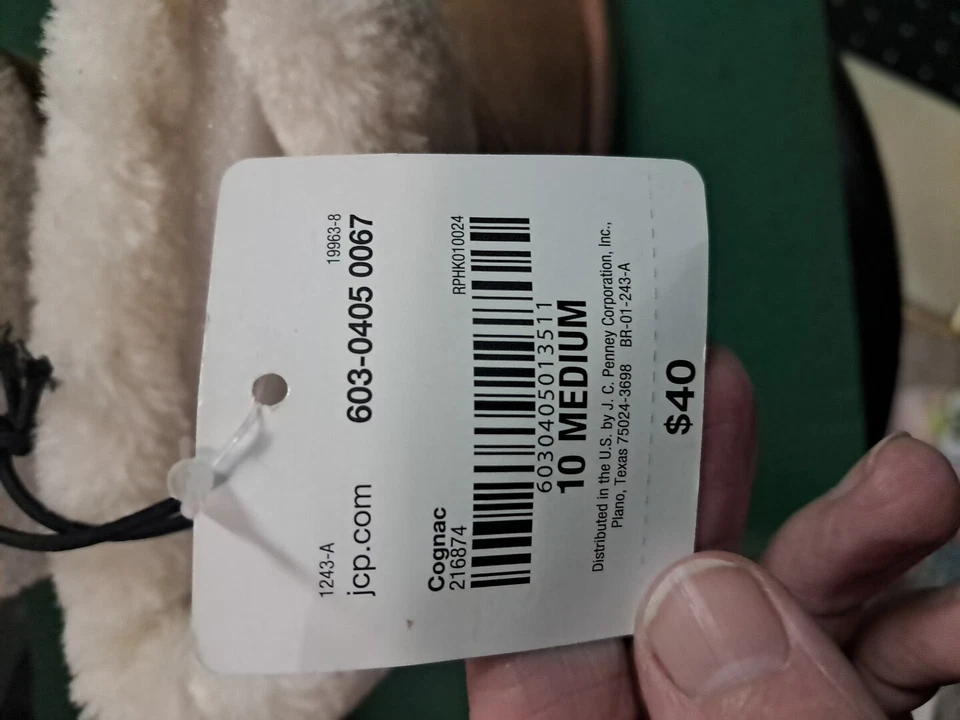 1243-A 19963-8
jcp.com 603-0405 0067
Cognac
216874 RPHK010024
6030405013511
10 MEDIUM
Distributed in the U.S. by J. C. Penney Corporation, Inc.,
Plano, Texas 75024-3698 BR-01-243-A
$40